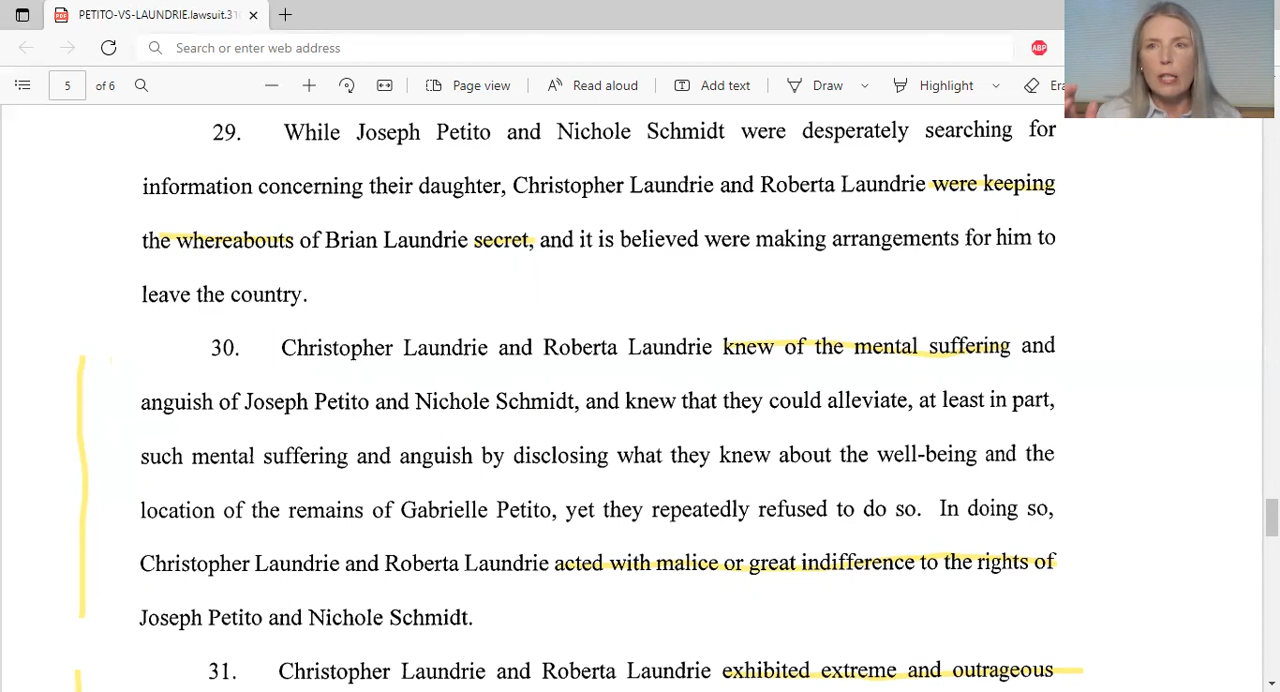 PETITO-VS-LAUNDRIE.lawsuit.31
Search or enter web address
ABP
5 of 6 Page view Read aloud Add text Draw Highlight Era
29. While Joseph Petito and Nichole Schmidt were desperately searching for
information concerning their daughter, Christopher Laundrie and Roberta Laundrie were keeping
the whereabouts of Brian Laundrie secret, and it is believed were making arrangements for him to
leave the country.
30. Christopher Laundrie and Roberta Laundrie knew of the mental suffering and
anguish of Joseph Petito and Nichole Schmidt, and knew that they could alleviate, at least in part,
such mental suffering and anguish by disclosing what they knew about the well-being and the
location of the remains of Gabrielle Petito, yet they repeatedly refused to do so. In doing so,
Christopher Laundrie and Roberta Laundrie acted with malice or great indifference to the rights of
Joseph Petito and Nichole Schmidt.
31. Christopher Laundrie and Roberta Laundrie exhibited extreme and outrageous